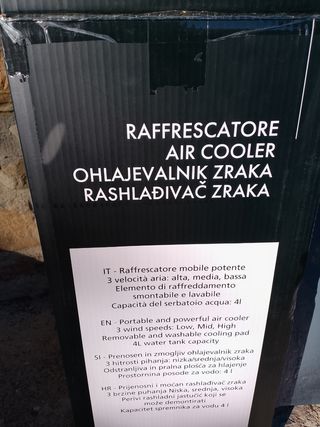 RAFFRESCATORE
AIR COOLER
OHLAJEVALNIK ZRAKA
RASHLAĐIVAČ ZRAKA
IT - Raffrescatore mobile potente
3 velocità aria: alta, media, bassa
Elemento di raffreddamento
smontabile e lavabile
Capacità del serbatoio acqua: 4l
EN - Portable and powerful air cooler
3 wind speeds: Low, Mid, High
Removable and washable cooling pad
4L water tank capacity
SI - Prenosen in zmogljiv ohlajevalnik zraka
3 hitrosti pihanja: nizka/srednja/visoka
Odstranljiva in pralna plošča za hlajenje
Prostornina posode za vodo: 4 l
HR - Prijenosni i moćan rashlađivač zraka
3 brzine puhanja Niska, srednja, visoka
Perivi rashladni jastučić koji se
može demontirati
Kapacitet spremnika za vodu 4 l